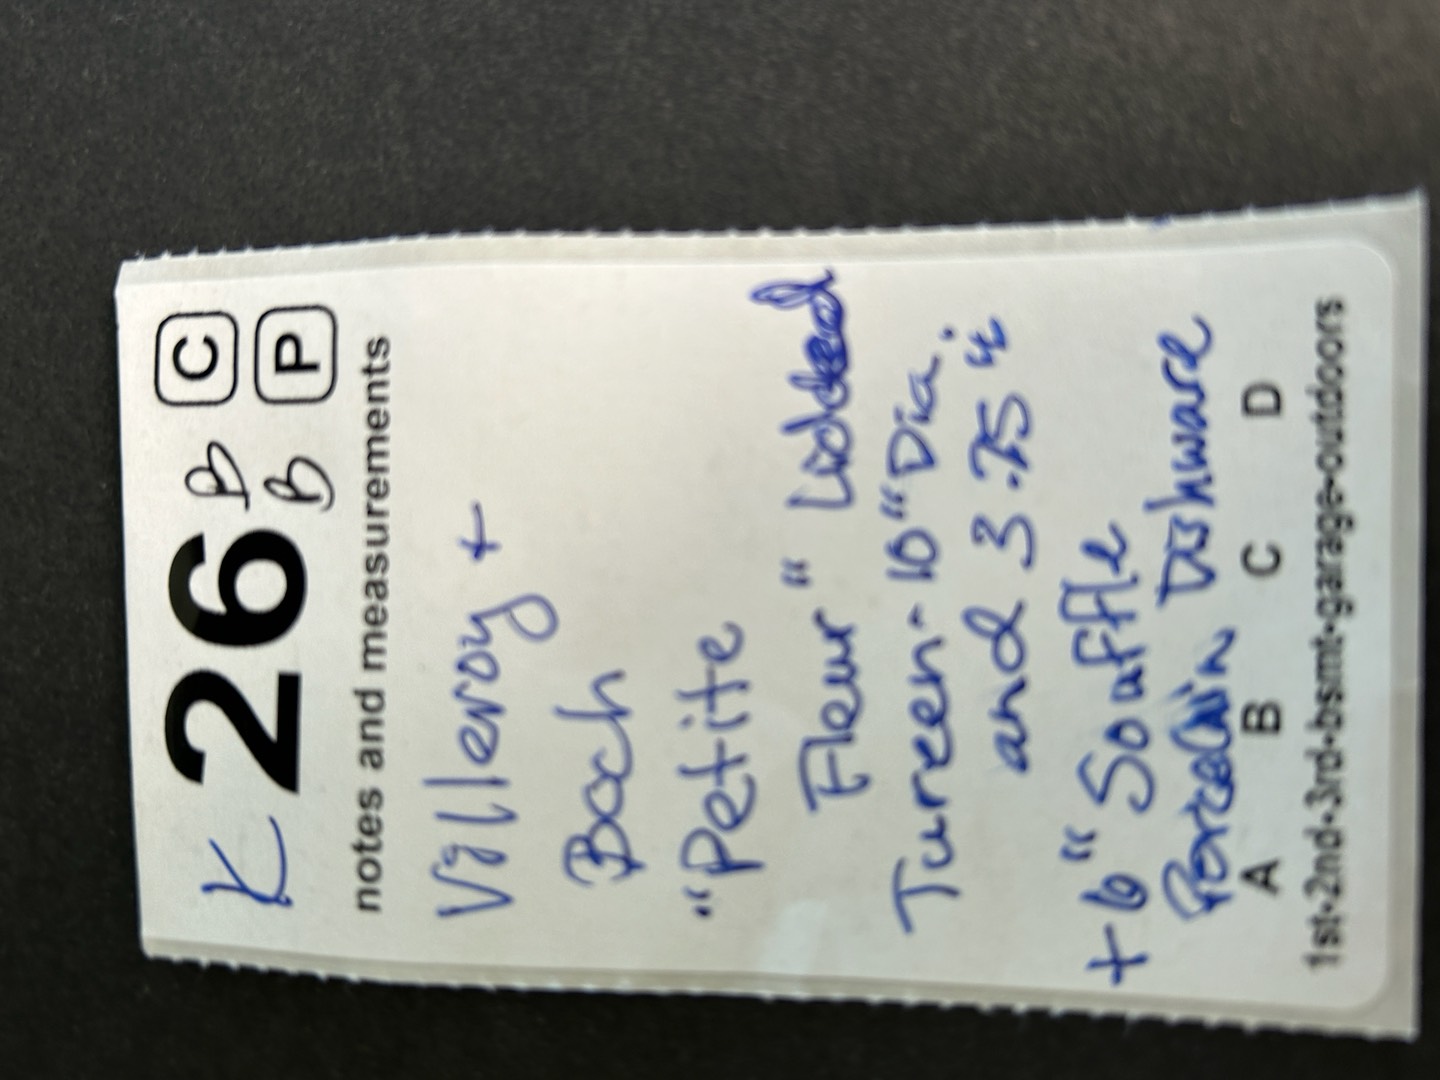 K 26 B C
B P
notes and measurements
Villeroy +
Boch
"Petite
Fleur" Lidded
Tureen - 10" Dia.
and 3.75"
+ 6" Souffle
Porcelain Dishware
A B C D
1st•2nd•3rd•bsmt•garage•outdoors